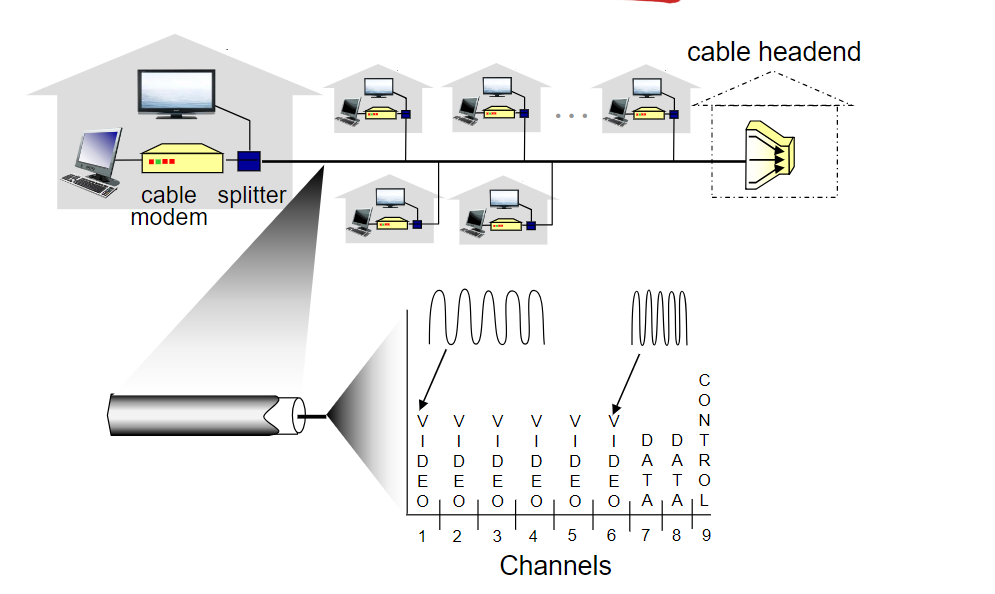 cable headend
cable
modem
splitter
VIDEO
VIDEO
VIDEO
VIDEO
VIDEO
VIDEO
DATA
DATA
CONTROL
1 2 3 4 5 6 7 8 9
Channels